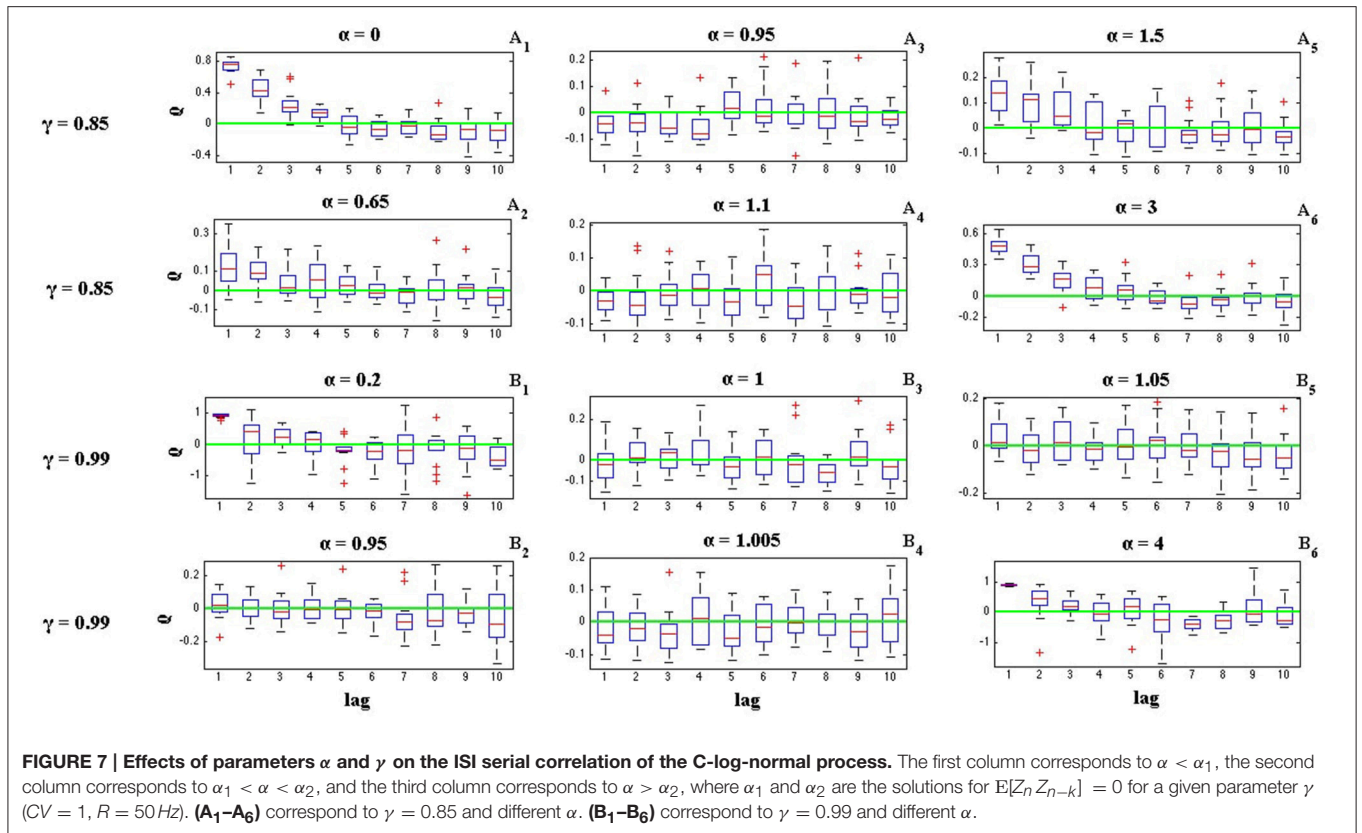 α = 0 A1
α = 0.95 A3
α = 1.5 A5
γ = 0.85
Q
0.8
0.4
0
-0.4
1 2 3 4 5 6 7 8 9 10
0.2
0.1
0
-0.1
1 2 3 4 5 6 7 8 9 10
0.2
0.1
0
-0.1
1 2 3 4 5 6 7 8 9 10
α = 0.65 A2
α = 1.1 A4
α = 3 A6
γ = 0.85
Q
0.3
0.1
0
-0.1
1 2 3 4 5 6 7 8 9 10
0.2
0.1
0
-0.1
1 2 3 4 5 6 7 8 9 10
0.6
0.3
0
-0.2
1 2 3 4 5 6 7 8 9 10
α = 0.2 B1
α = 1 B3
α = 1.05 B5
γ = 0.99
Q
1
0
-1
1 2 3 4 5 6 7 8 9 10
0.2
0
-0.1
1 2 3 4 5 6 7 8 9 10
0.2
0
-0.2
1 2 3 4 5 6 7 8 9 10
α = 0.95 B2
α = 1.005 B4
α = 4 B6
γ = 0.99
Q
0.2
0
-0.2
1 2 3 4 5 6 7 8 9 10
0.2
0.1
0
-0.1
1 2 3 4 5 6 7 8 9 10
1
0
-1
1 2 3 4 5 6 7 8 9 10
lag
lag
lag
FIGURE 7 | Effects of parameters α and γ on the ISI serial correlation of the C-log-normal process. The first column corresponds to α < α1, the second
column corresponds to α1 < α < α2, and the third column corresponds to α > α2, where α1 and α2 are the solutions for E[Zn Zn−k] = 0 for a given parameter γ
(CV = 1, R = 50 Hz). (A1–A6) correspond to γ = 0.85 and different α. (B1–B6) correspond to γ = 0.99 and different α.